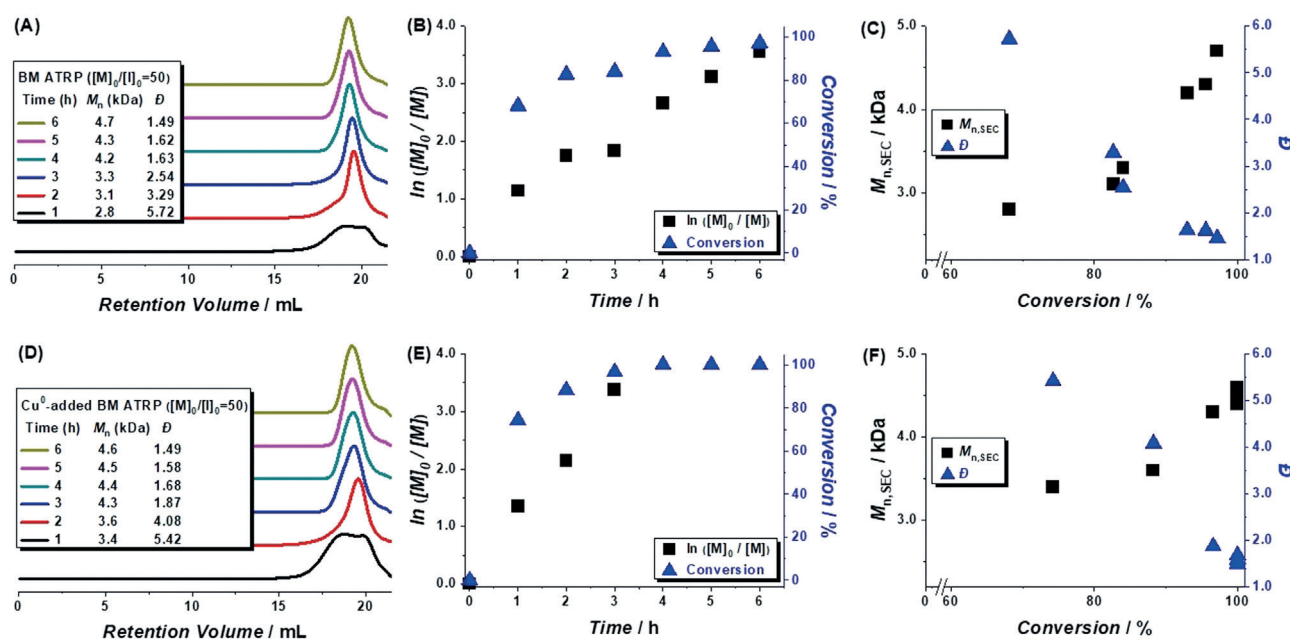 (A)
BM ATRP ([M]₀/[I]₀=50)
Time (h) Mₙ (kDa) Đ
6 4.7 1.49
5 4.3 1.62
4 4.2 1.63
3 3.3 2.54
2 3.1 3.29
1 2.8 5.72
0 5 10 15 20
Retention Volume / mL
(B)
4.0
3.0
2.0
1.0
0.0
ln ([M]₀ / [M])
100
80
60
40
20
0
Conversion / %
ln ([M]₀ / [M])
Conversion
0 1 2 3 4 5 6
Time / h
(C)
5.0
4.0
3.0
Mₙ,SEC / kDa
6.0
5.0
4.0
3.0
2.0
1.0
Đ
Mₙ,SEC
Đ
0 60 80 100
Conversion / %
(D)
Cu⁰-added BM ATRP ([M]₀/[I]₀=50)
Time (h) Mₙ (kDa) Đ
6 4.6 1.49
5 4.5 1.58
4 4.4 1.68
3 4.3 1.87
2 3.6 4.08
1 3.4 5.42
0 5 10 15 20
Retention Volume / mL
(E)
4.0
3.0
2.0
1.0
0.0
ln ([M]₀ / [M])
100
80
60
40
20
0
Conversion / %
ln ([M]₀ / [M])
Conversion
0 1 2 3 4 5 6
Time / h
(F)
5.0
4.0
3.0
Mₙ,SEC / kDa
6.0
5.0
4.0
3.0
2.0
1.0
Đ
Mₙ,SEC
Đ
0 60 80 100
Conversion / %